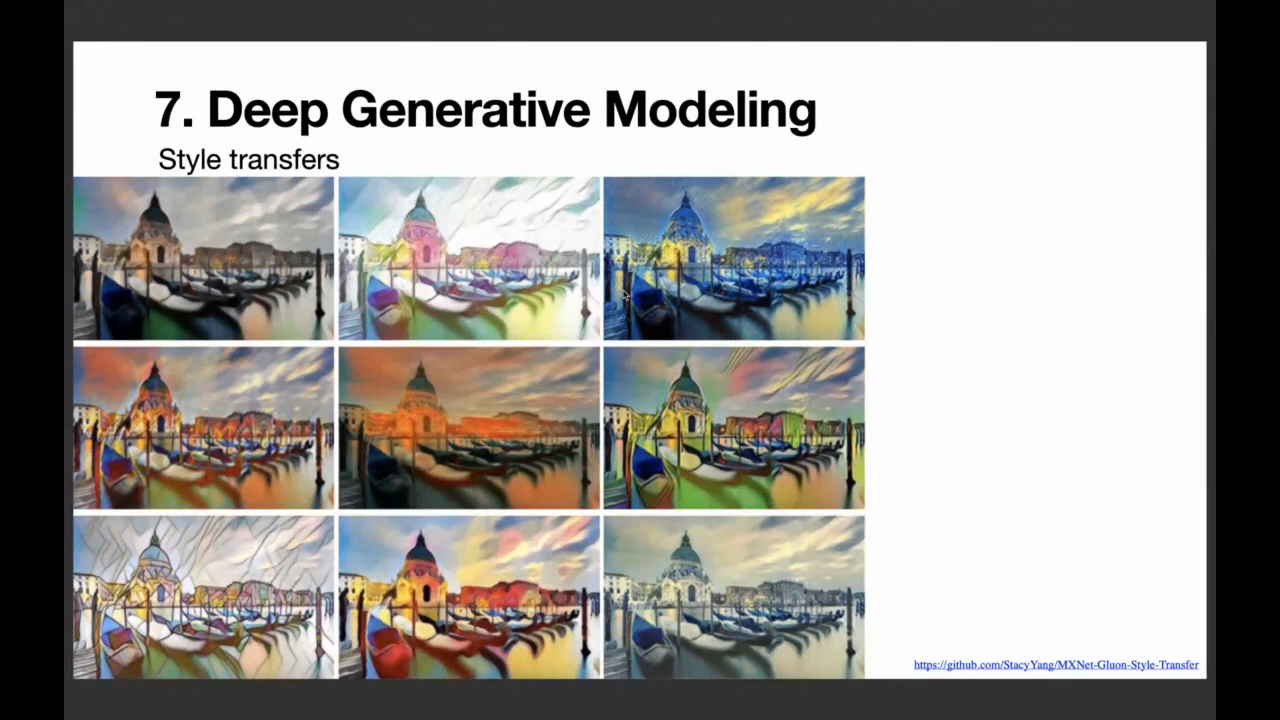 7. Deep Generative Modeling
Style transfers
https://github.com/StacyYang/MXNet-Gluon-Style-Transfer